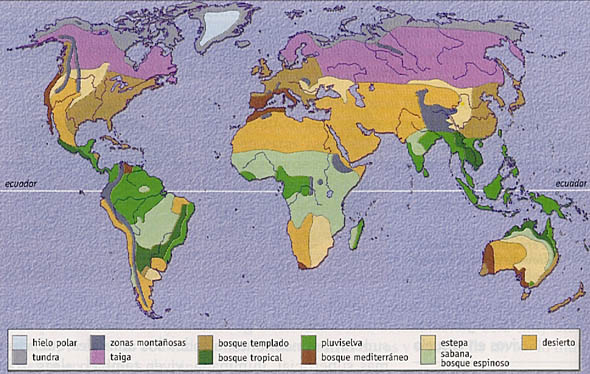 ecuador
ecuador
hielo polar
zonas montañosas
bosque templado
pluviselva
estepa
desierto
tundra
taiga
bosque tropical
bosque mediterráneo
sabana,
bosque espinoso